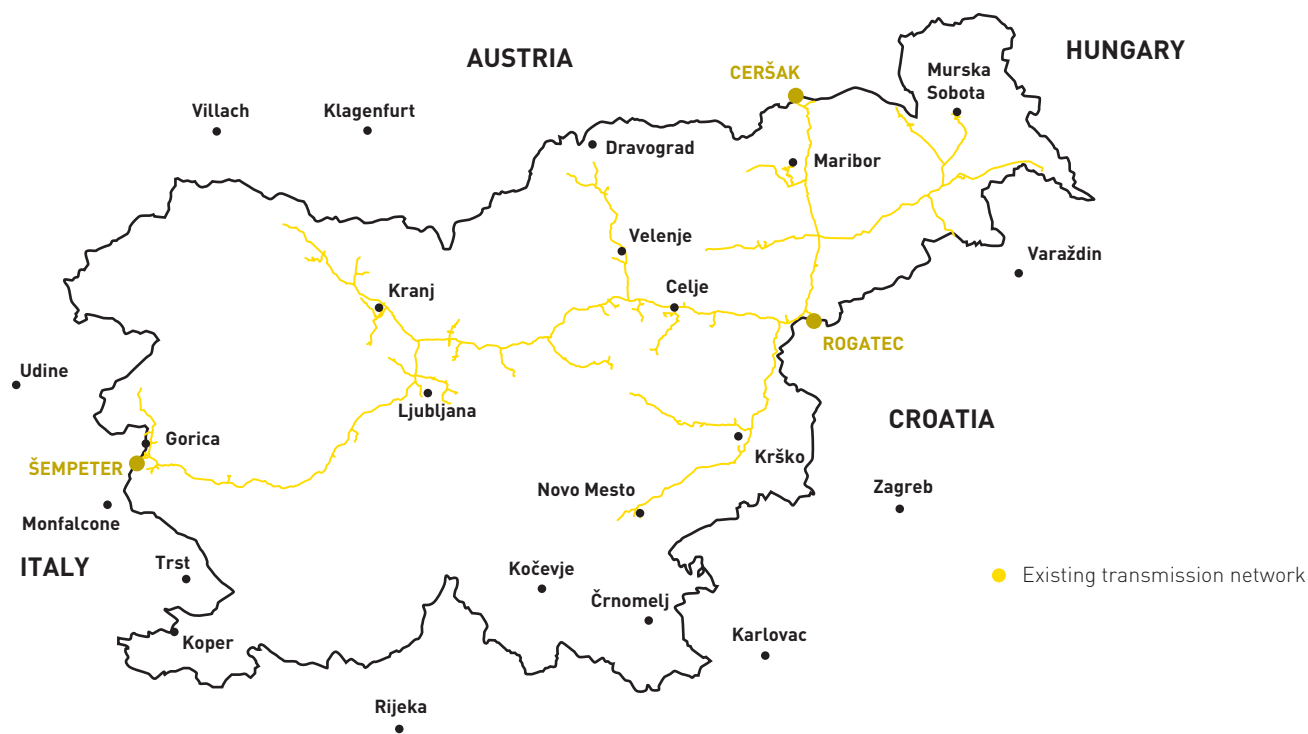 AUSTRIA
HUNGARY
CERŠAK
Murska
Sobota
Villach
Klagenfurt
Dravograd
Maribor
Velenje
Varaždin
Kranj
Celje
ROGATEC
Udine
Ljubljana
CROATIA
Gorica
ŠEMPETER
Krško
Novo Mesto
Zagreb
Monfalcone
ITALY
Trst
Kočevje
Existing transmission network
Črnomelj
Koper
Karlovac
Rijeka